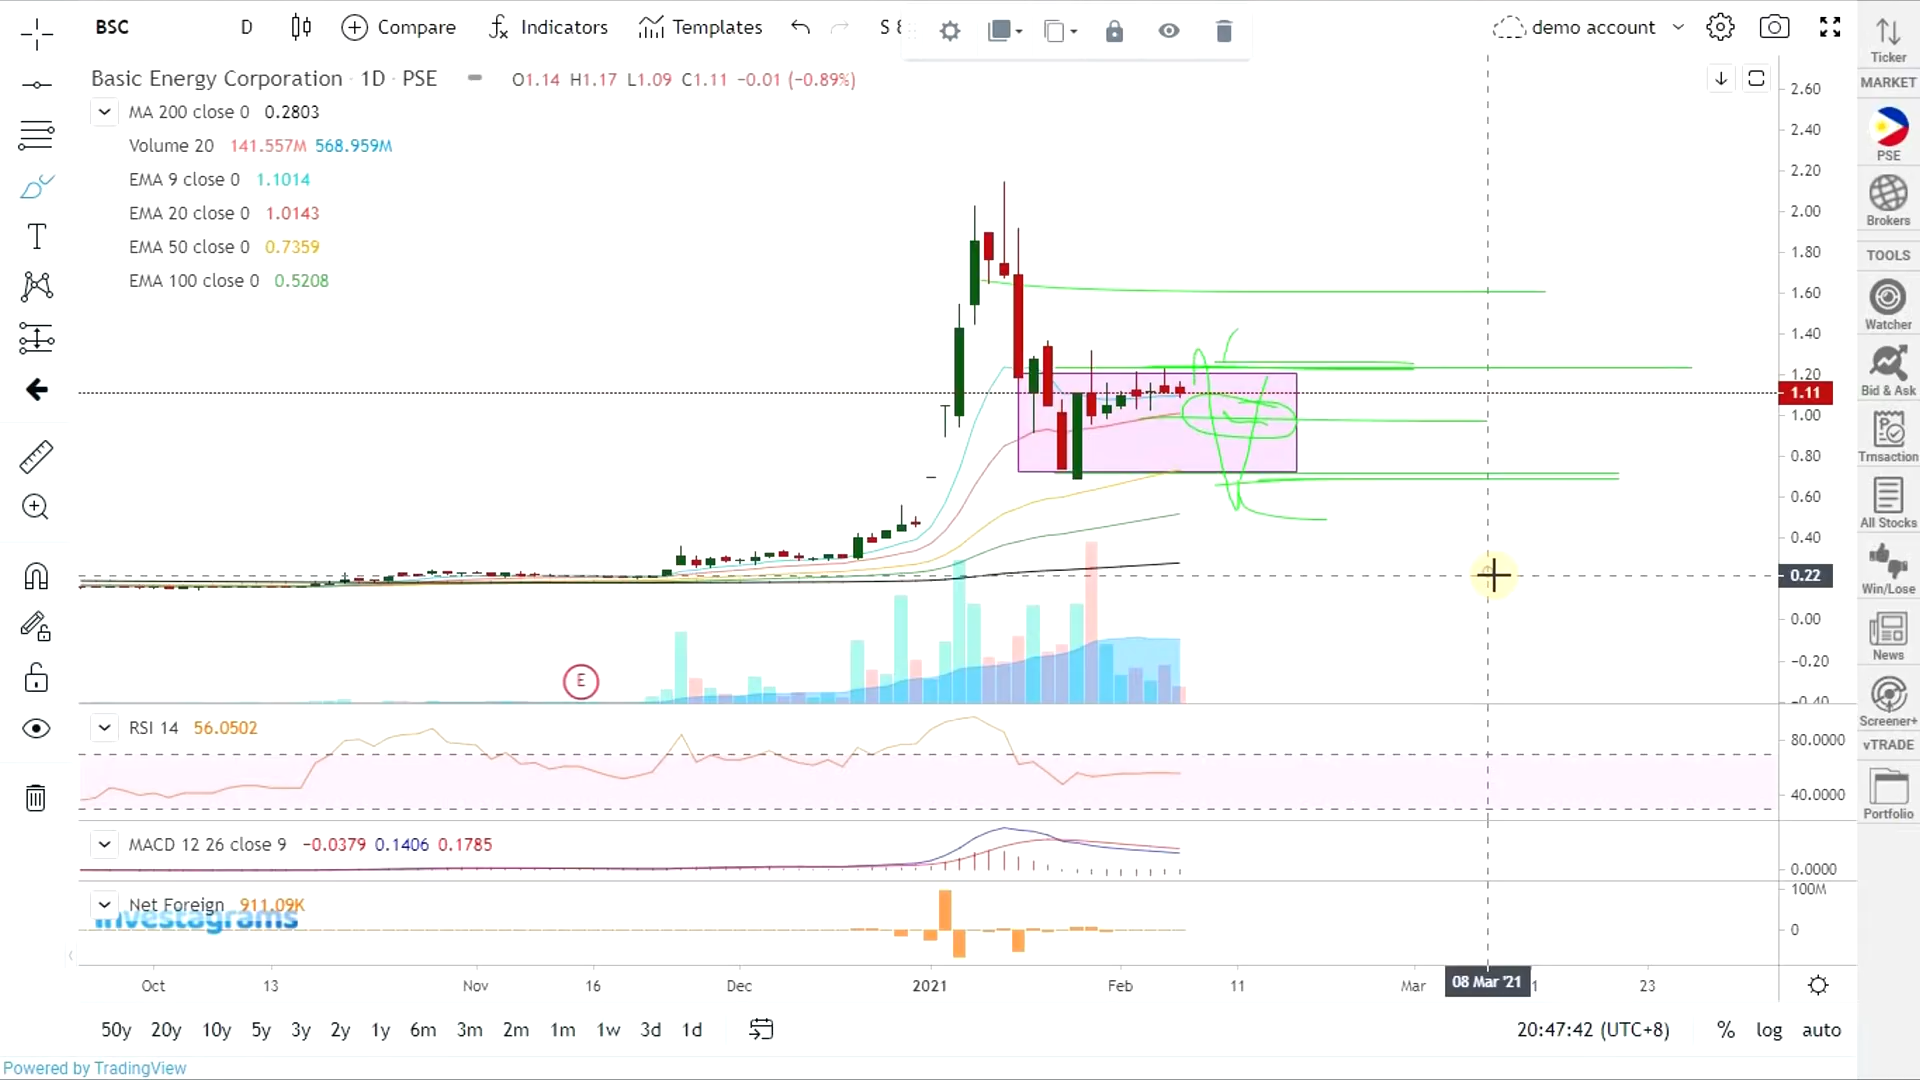 BSC D Compare Indicators Templates S demo account
Basic Energy Corporation · 1D · PSE O1.14 H1.17 L1.09 C1.11 −0.01 (−0.89%)
MA 200 close 0 0.2803
Volume 20 141.557M 568.959M
EMA 9 close 0 1.1014
EMA 20 close 0 1.0143
EMA 50 close 0 0.7359
EMA 100 close 0 0.5208
2.60
2.40
2.20
2.00
1.80
1.60
1.40
1.20
1.11
1.00
0.80
0.60
0.40
0.22
0.00
−0.20
−0.40
E
RSI 14 56.0502
80.0000
40.0000
MACD 12 26 close 9 −0.0379 0.1406 0.1785
0.0000
Net Foreign 911.09K
investagrams
100M
0
Oct 13 Nov 16 Dec 2021 Feb 11 Mar 08 Mar '21 1 23
50y 20y 10y 5y 3y 2y 1y 6m 3m 2m 1m 1w 3d 1d 20:47:42 (UTC+8) % log auto
Powered by TradingView
Ticker
MARKET
PSE
Brokers
TOOLS
Watcher
Bid & Ask
Trnsaction
All Stocks
Win/Lose
News
Screener+
vTRADE
Portfolio